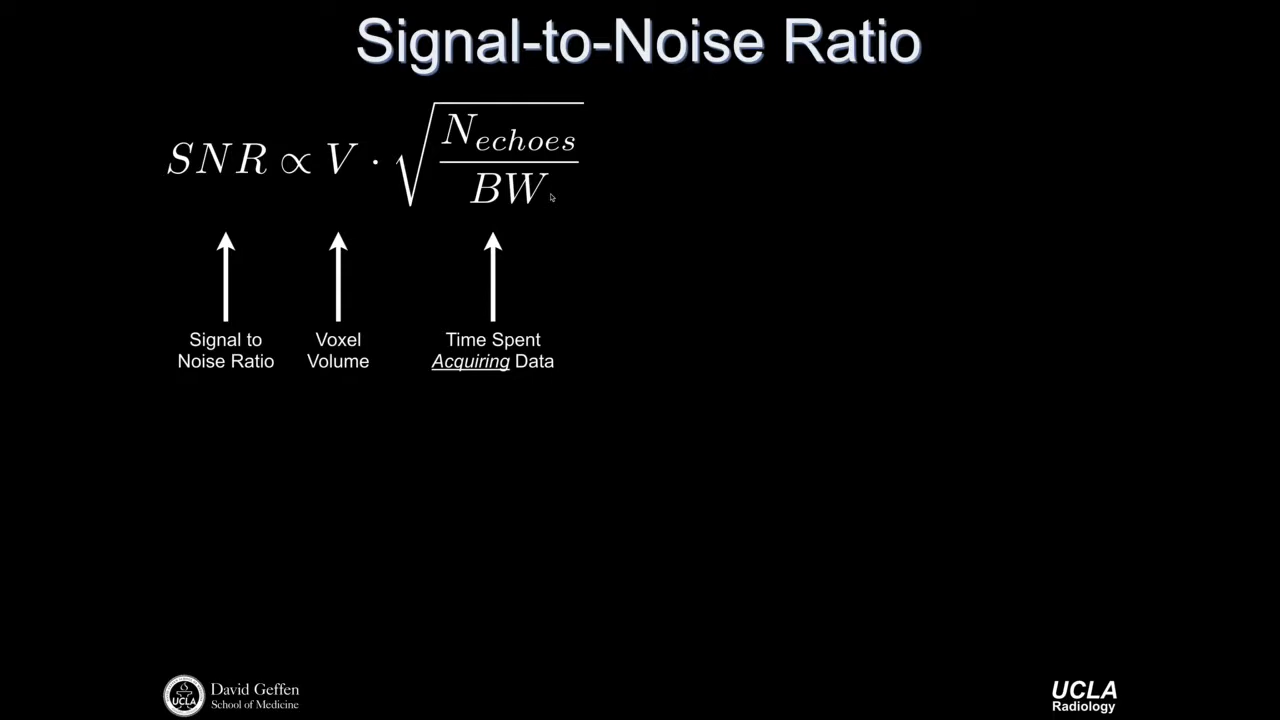 Signal-to-Noise Ratio
SNR ∝ V · √(N_echoes / BW)
Signal to
Noise Ratio
Voxel
Volume
Time Spent
Acquiring Data
UCLA
David Geffen
School of Medicine
UCLA
Radiology